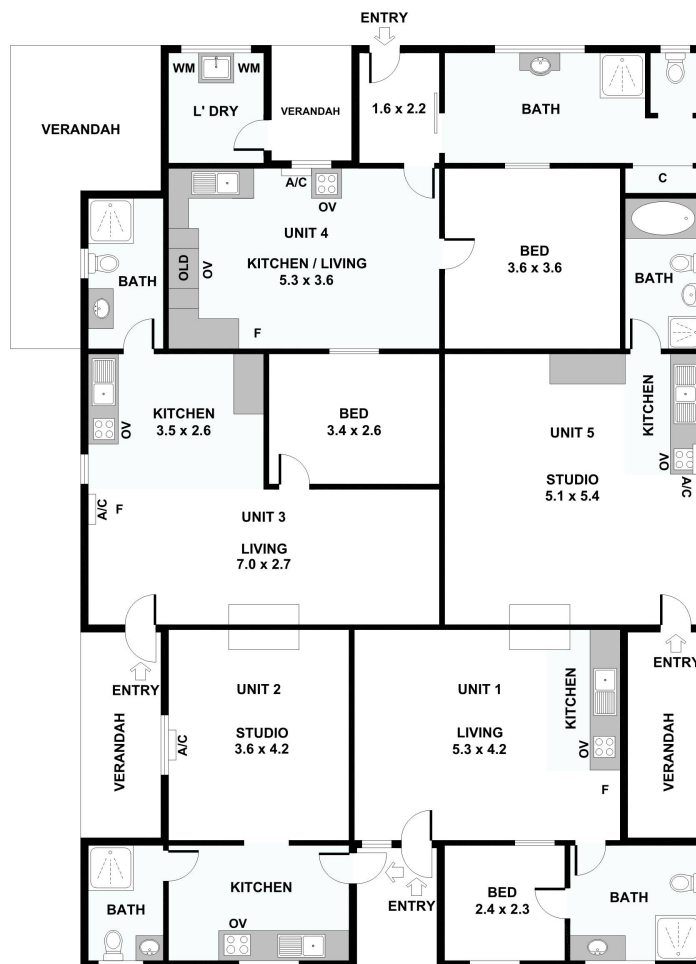 ENTRY
WM
WM
L' DRY
VERANDAH
VERANDAH
1.6 x 2.2
BATH
C
A/C
OV
UNIT 4
KITCHEN / LIVING
5.3 x 3.6
OLD
OV
F
BED
3.6 x 3.6
BATH
BATH
KITCHEN
3.5 x 2.6
OV
BED
3.4 x 2.6
UNIT 5
STUDIO
5.1 x 5.4
KITCHEN
OV
A/C
A/C
F
UNIT 3
LIVING
7.0 x 2.7
ENTRY
ENTRY
VERANDAH
UNIT 2
STUDIO
3.6 x 4.2
A/C
UNIT 1
LIVING
5.3 x 4.2
KITCHEN
OV
F
VERANDAH
BATH
KITCHEN
OV
ENTRY
BED
2.4 x 2.3
BATH